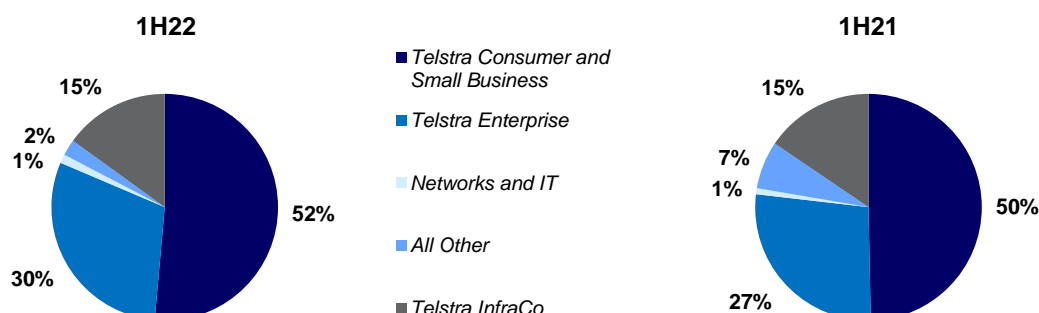 1H22
1H21
15%
2%
1%
30%
52%
Telstra Consumer and
Small Business
Telstra Enterprise
Networks and IT
All Other
Telstra InfraCo
15%
7%
1%
27%
50%